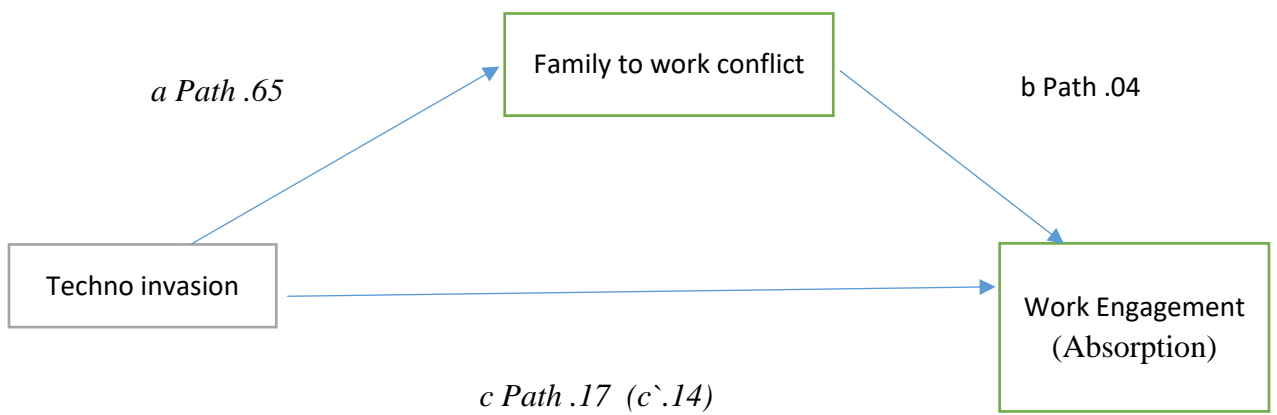 Family to work conflict
a Path .65
b Path .04
Techno invasion
Work Engagement
(Absorption)
c Path .17 (c`.14)